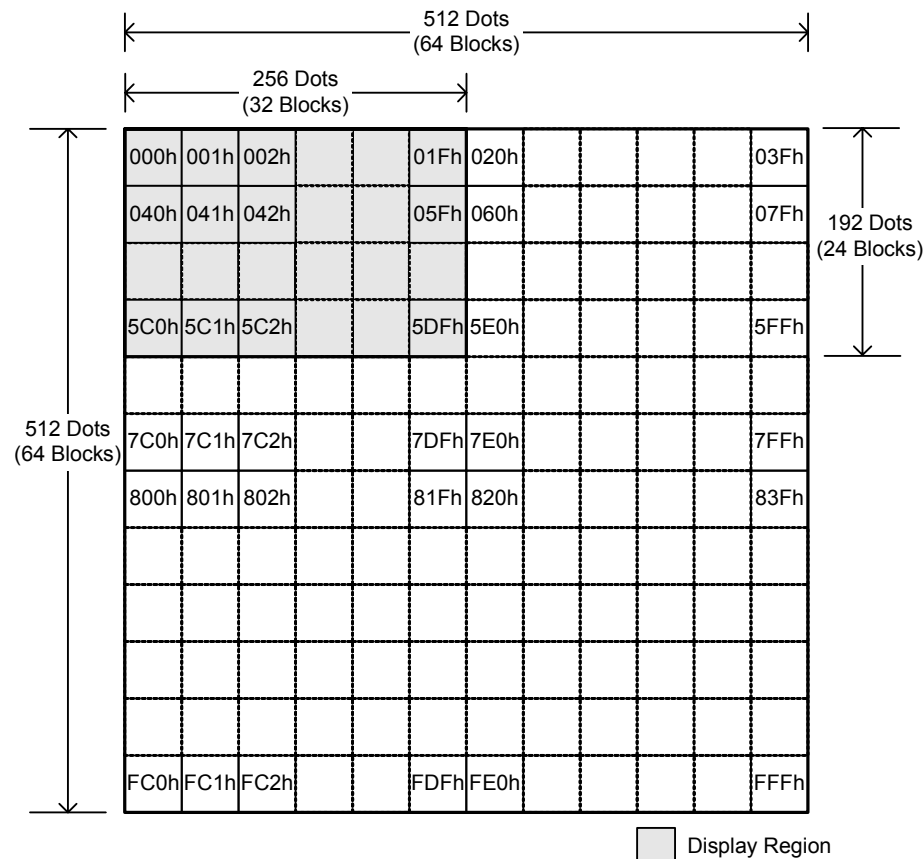 512 Dots
(64 Blocks)
256 Dots
(32 Blocks)
000h 001h 002h 01Fh 020h 03Fh
040h 041h 042h 05Fh 060h 07Fh
192 Dots
(24 Blocks)
5C0h 5C1h 5C2h 5DFh 5E0h 5FFh
512 Dots
(64 Blocks)
7C0h 7C1h 7C2h 7DFh 7E0h 7FFh
800h 801h 802h 81Fh 820h 83Fh
FC0h FC1h FC2h FDFh FE0h FFFh
Display Region